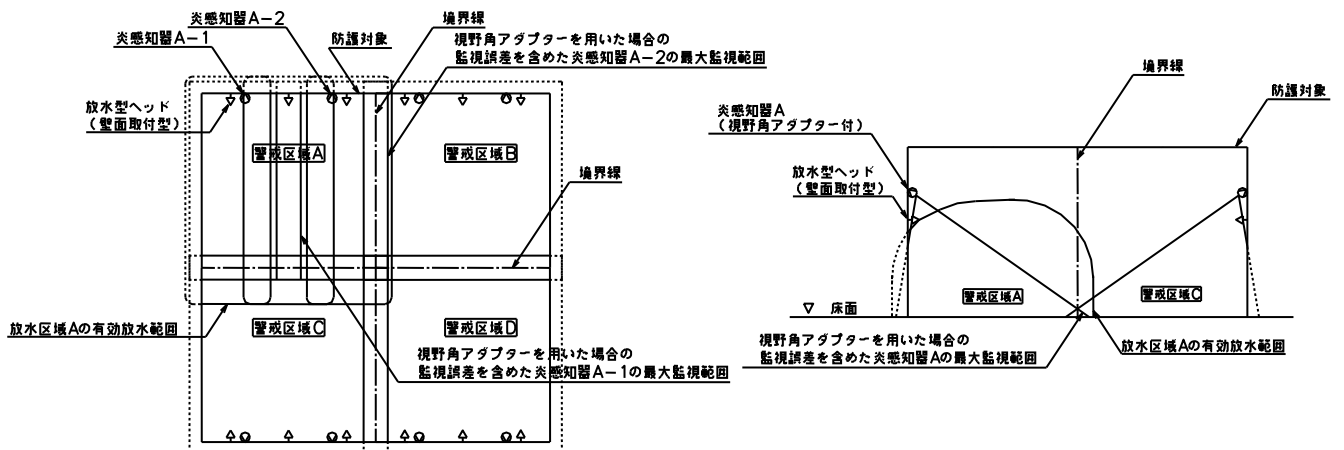 炎感知器A－2
炎感知器A－1
境界線
防護対象
視野角アダプターを用いた場合の
監視誤差を含めた炎感知器A－2の最大監視範囲
放水型ヘッド
（壁面取付型）
警戒区域A
警戒区域B
境界線
放水区域Aの有効放水範囲
警戒区域C
警戒区域D
視野角アダプターを用いた場合の
監視誤差を含めた炎感知器A－1の最大監視範囲
境界線
防護対象
炎感知器A
（視野角アダプター付）
放水型ヘッド
（壁面取付型）
警戒区域A
警戒区域C
▽ 床面
視野角アダプターを用いた場合の
監視誤差を含めた炎感知器Aの最大監視範囲
放水区域Aの有効放水範囲